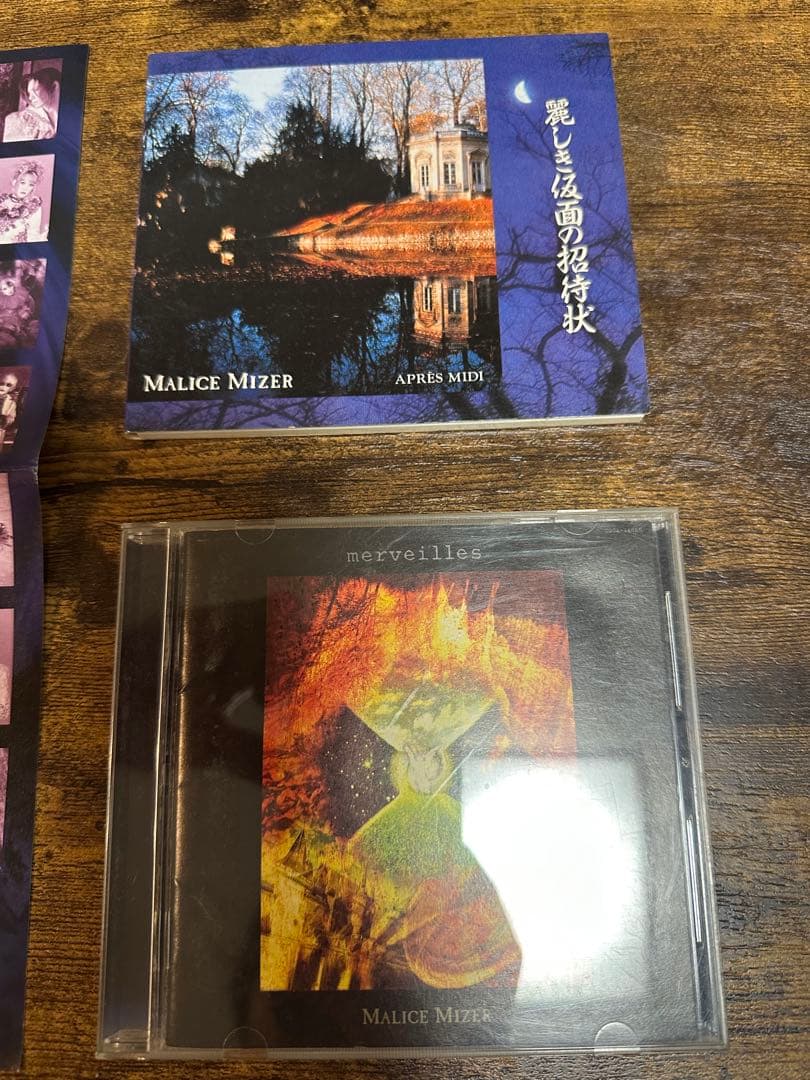 麗しき仮面の招待状
MALICE MIZER
APRÈS MIDI
merveilles
MALICE MIZER